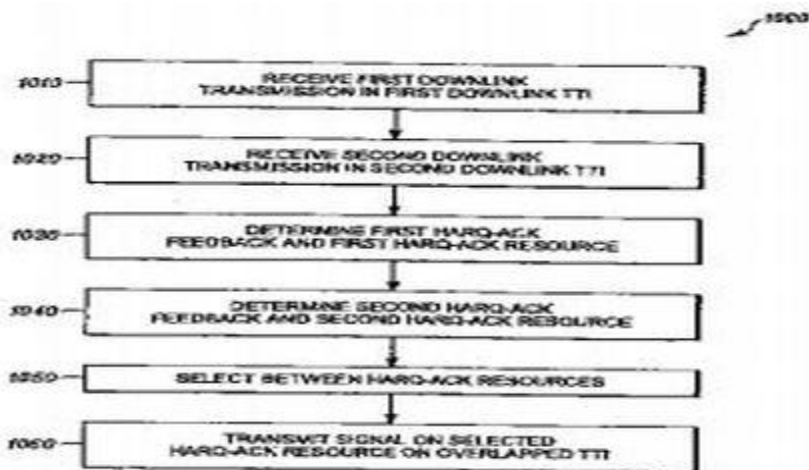 1000
1010
RECEIVE FIRST DOWNLINK
TRANSMISSION IN FIRST DOWNLINK TTI
1020
RECEIVE SECOND DOWNLINK
TRANSMISSION IN SECOND DOWNLINK TTI
1030
DETERMINE FIRST HARQ-ACK
FEEDBACK AND FIRST HARQ-ACK RESOURCE
1040
DETERMINE SECOND HARQ-ACK
FEEDBACK AND SECOND HARQ-ACK RESOURCE
1050
SELECT BETWEEN HARQ-ACK RESOURCES
1060
TRANSMIT SIGNAL ON SELECTED
HARQ-ACK RESOURCE ON OVERLAPPED TTI